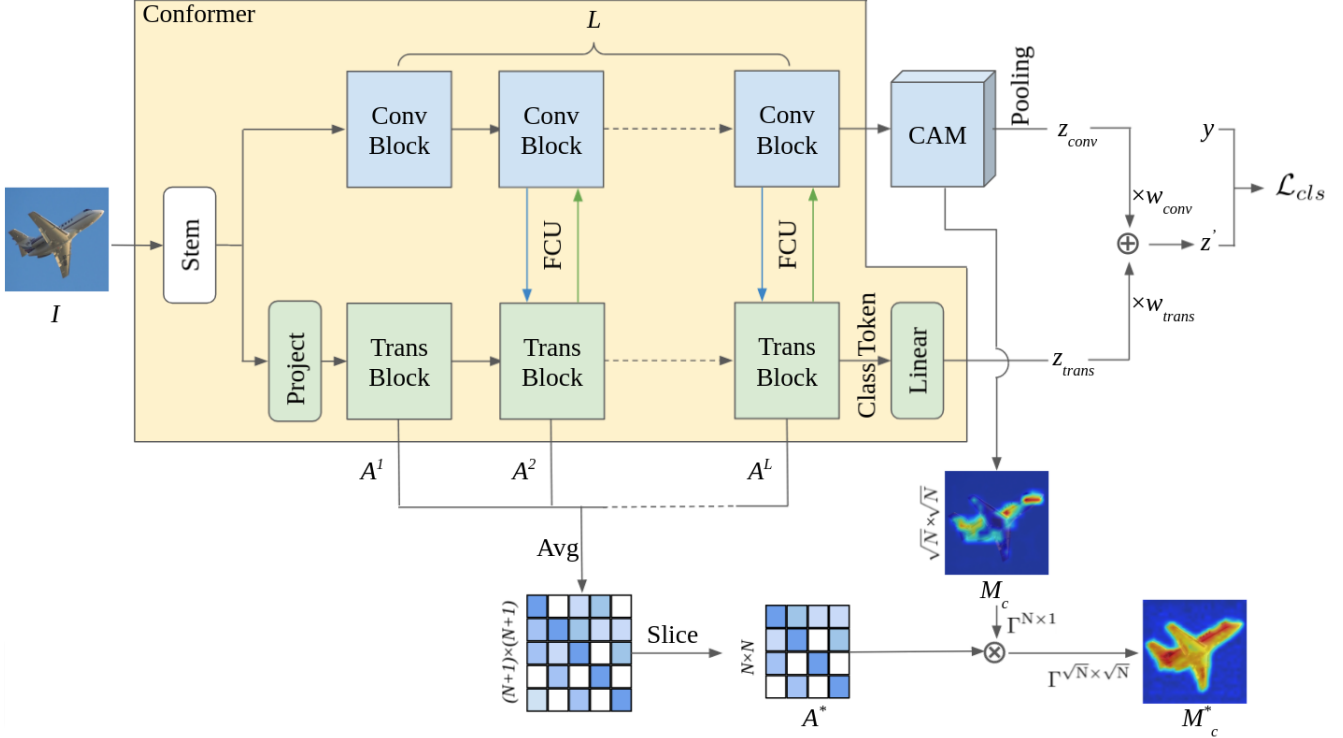 Conformer
L
Conv Block
Conv Block
Conv Block
CAM
Pooling
z_conv
y
×w_conv
𝓛_cls
z'
×w_trans
I
Stem
FCU
FCU
Project
Trans Block
Trans Block
Trans Block
Class Token
Linear
z_trans
A^1
A^2
A^L
√N×√N
M_c
Avg
(N+1)×(N+1)
Slice
N×N
A^*
Γ^{N×1}
Γ^{√N×√N}
M^*_c